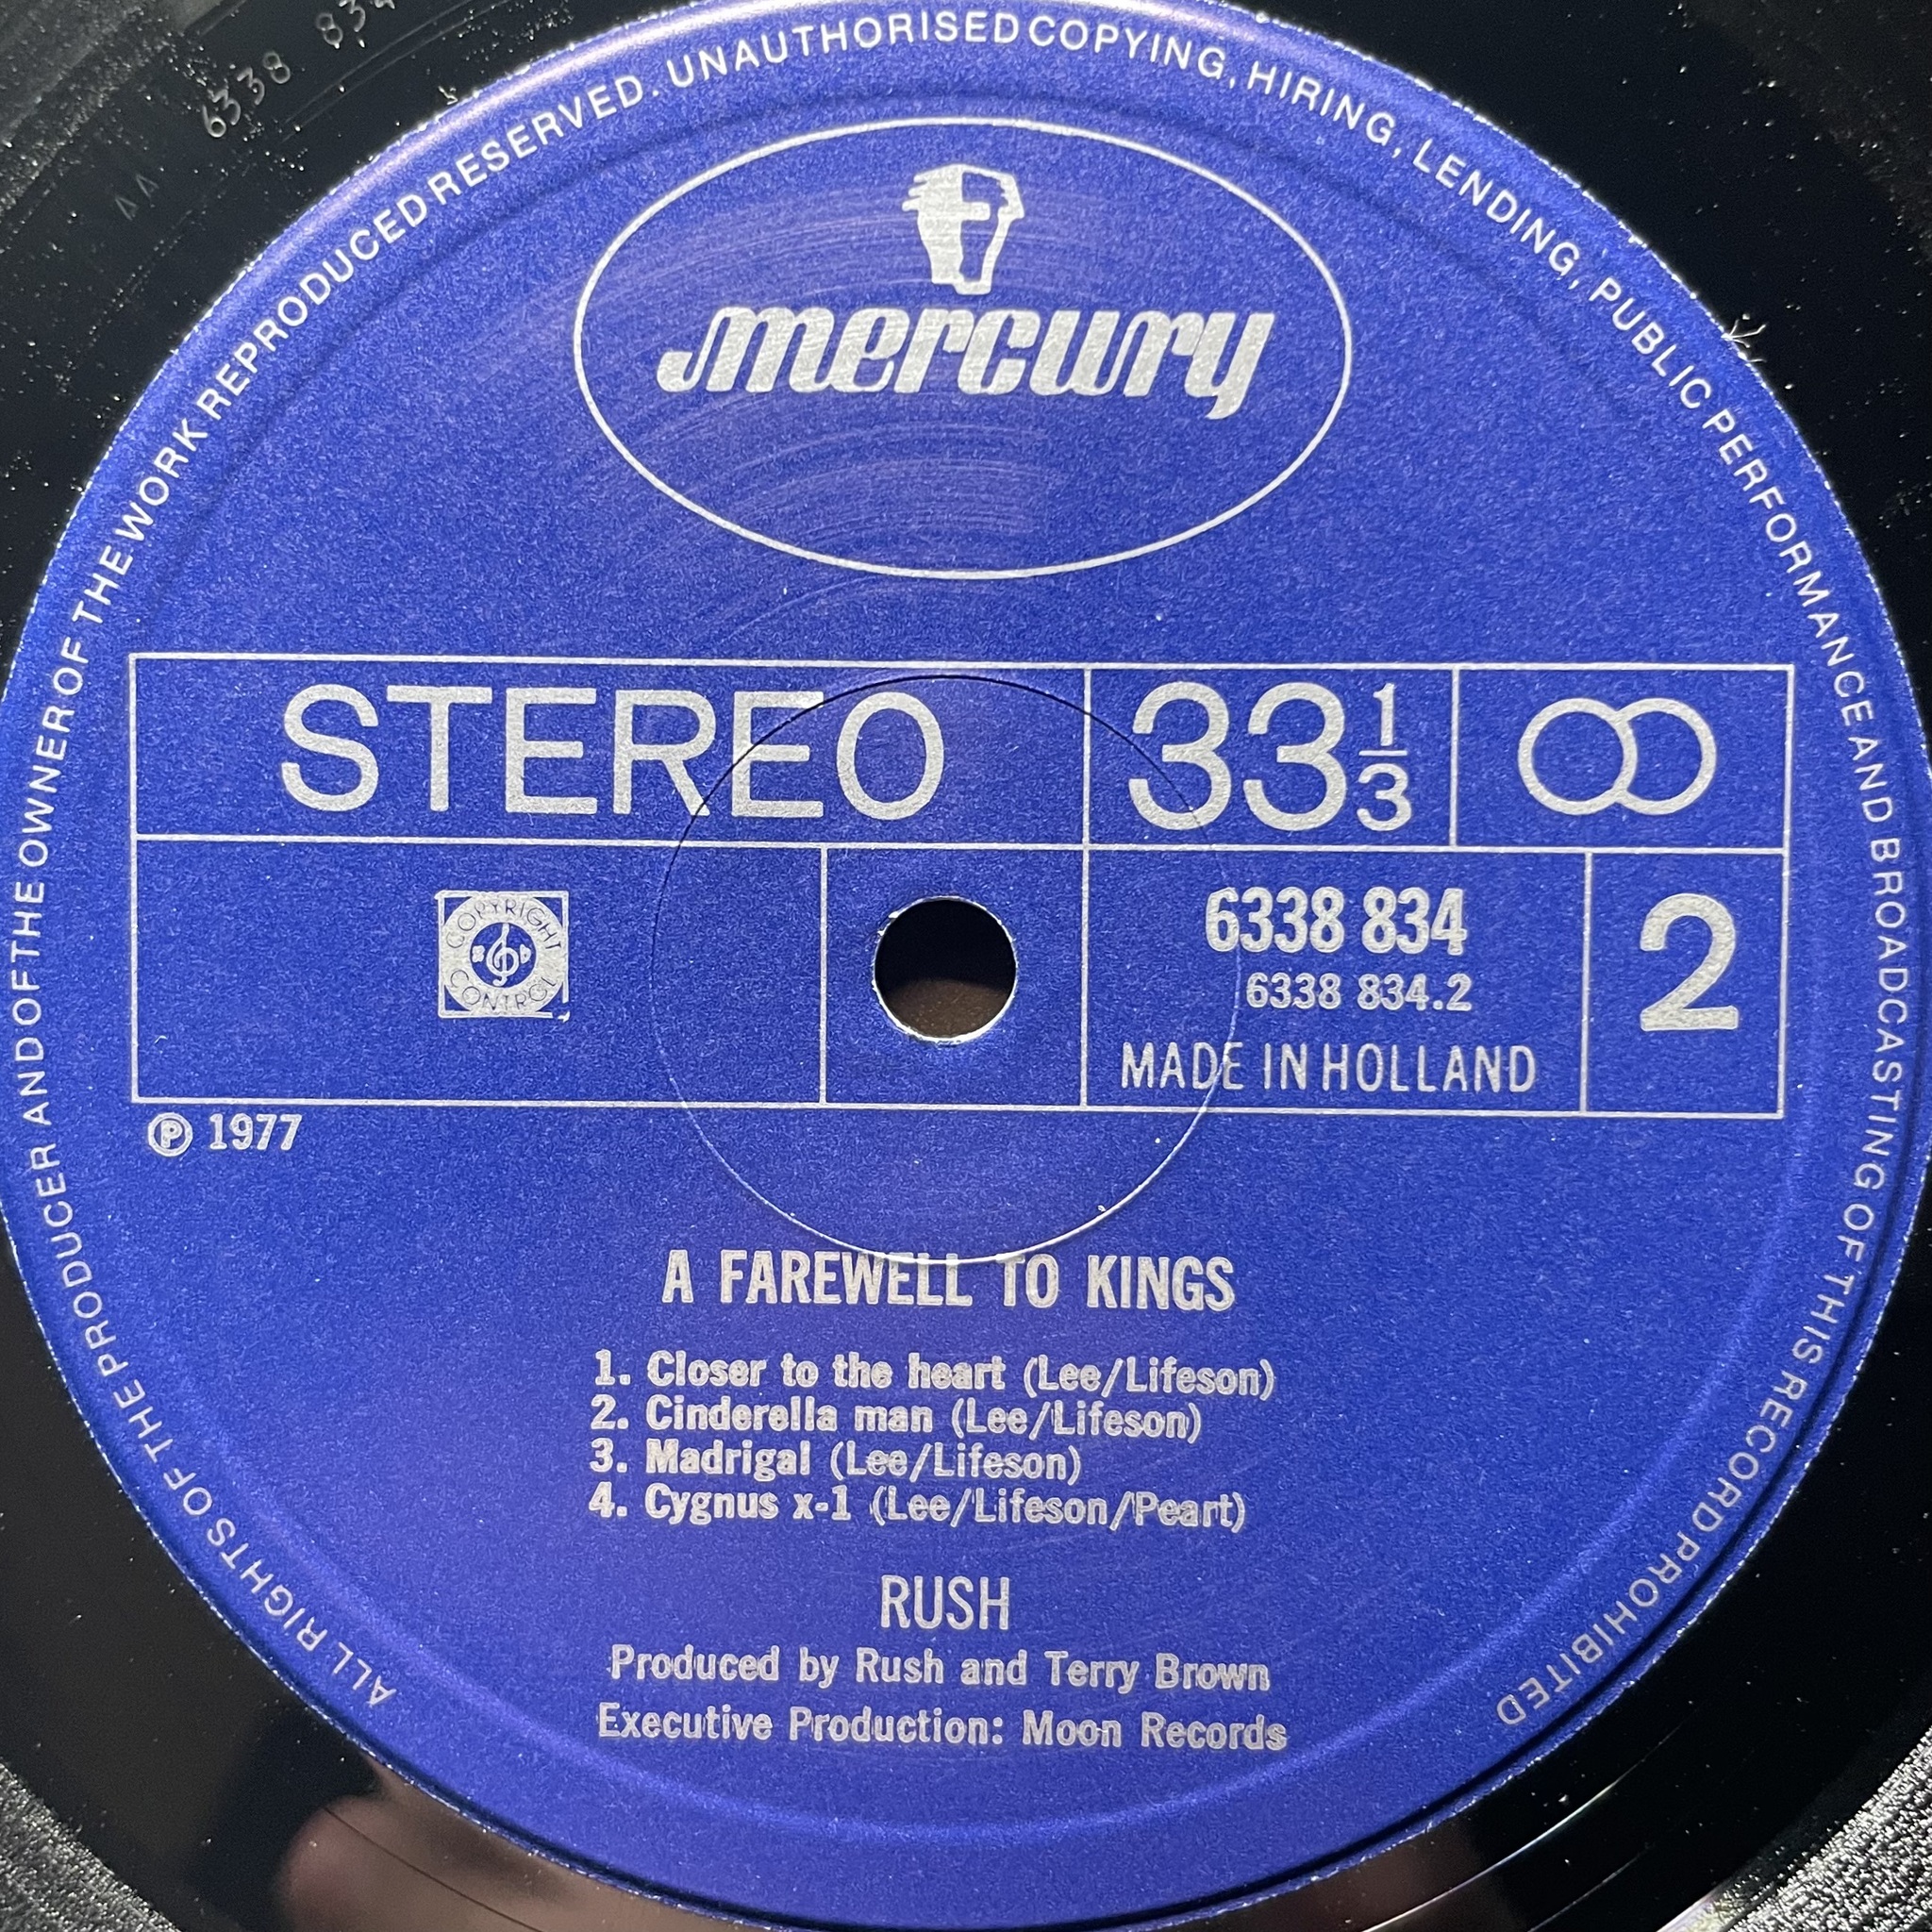 6338 834
ALL RIGHTS OF THE PRODUCER AND OF THE OWNER OF THE WORK REPRODUCED RESERVED. UNAUTHORISED COPYING, HIRING, LENDING, PUBLIC PERFORMANCE AND BROADCASTING OF THIS RECORD PROHIBITED
mercury
STEREO
33 1/3
COPYRIGHT CONTROL
6338 834
6338 834.2
MADE IN HOLLAND
2
℗ 1977
A FAREWELL TO KINGS
1. Closer to the heart (Lee/Lifeson)
2. Cinderella man (Lee/Lifeson)
3. Madrigal (Lee/Lifeson)
4. Cygnus x-1 (Lee/Lifeson/Peart)
RUSH
Produced by Rush and Terry Brown
Executive Production: Moon Records